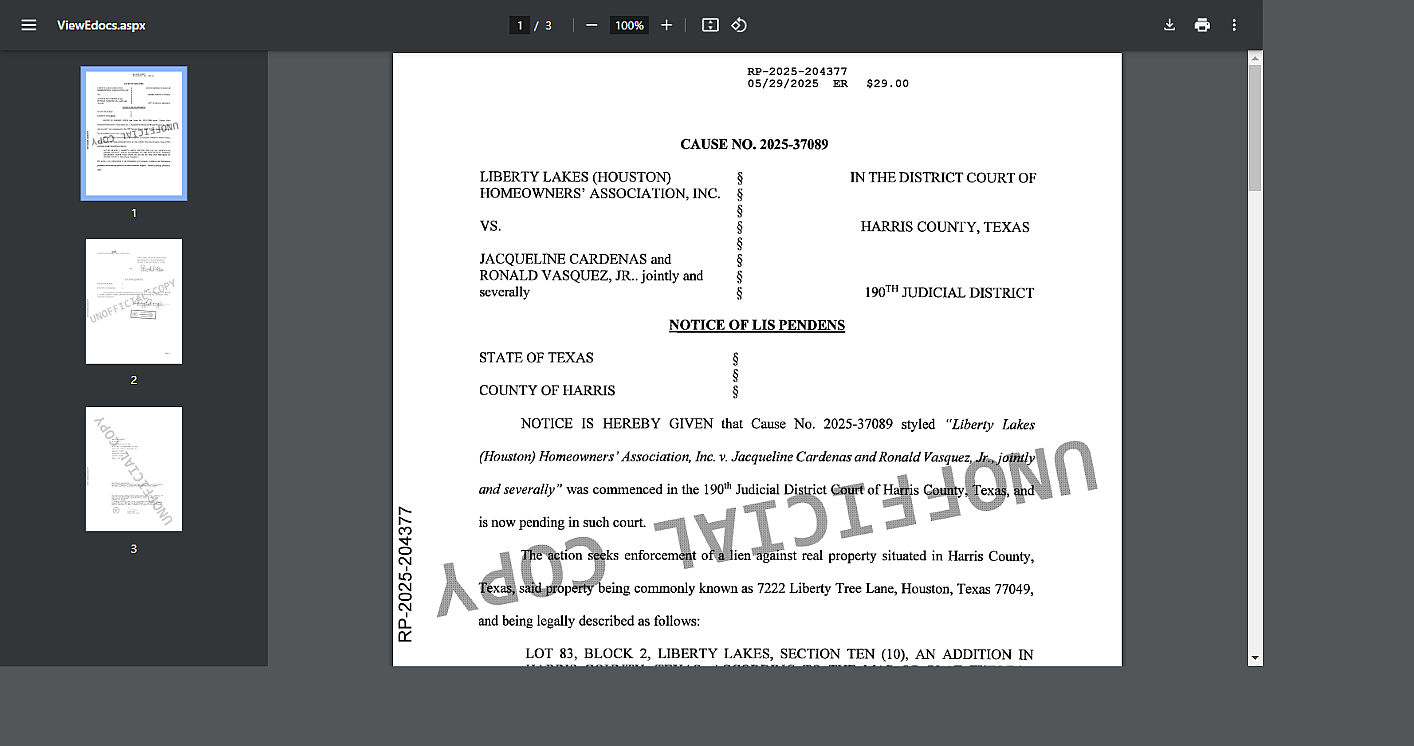 ViewEdocs.aspx
1 / 3
100%
1
2
3
RP-2025-204377
05/29/2025 ER $29.00
CAUSE NO. 2025-37089
LIBERTY LAKES (HOUSTON) § IN THE DISTRICT COURT OF
HOMEOWNERS' ASSOCIATION, INC. §
§
VS. § HARRIS COUNTY, TEXAS
§
JACQUELINE CARDENAS and §
RONALD VASQUEZ, JR.. jointly and §
severally § 190TH JUDICIAL DISTRICT
NOTICE OF LIS PENDENS
STATE OF TEXAS §
§
COUNTY OF HARRIS §
NOTICE IS HEREBY GIVEN that Cause No. 2025-37089 styled "Liberty Lakes
(Houston) Homeowners' Association, Inc. v. Jacqueline Cardenas and Ronald Vasquez, Jr., jointly
and severally" was commenced in the 190th Judicial District Court of Harris County, Texas, and
is now pending in such court.
The action seeks enforcement of a lien against real property situated in Harris County,
Texas, said property being commonly known as 7222 Liberty Tree Lane, Houston, Texas 77049,
and being legally described as follows:
LOT 83, BLOCK 2, LIBERTY LAKES, SECTION TEN (10), AN ADDITION IN
RP-2025-204377
UNOFFICIAL COPY